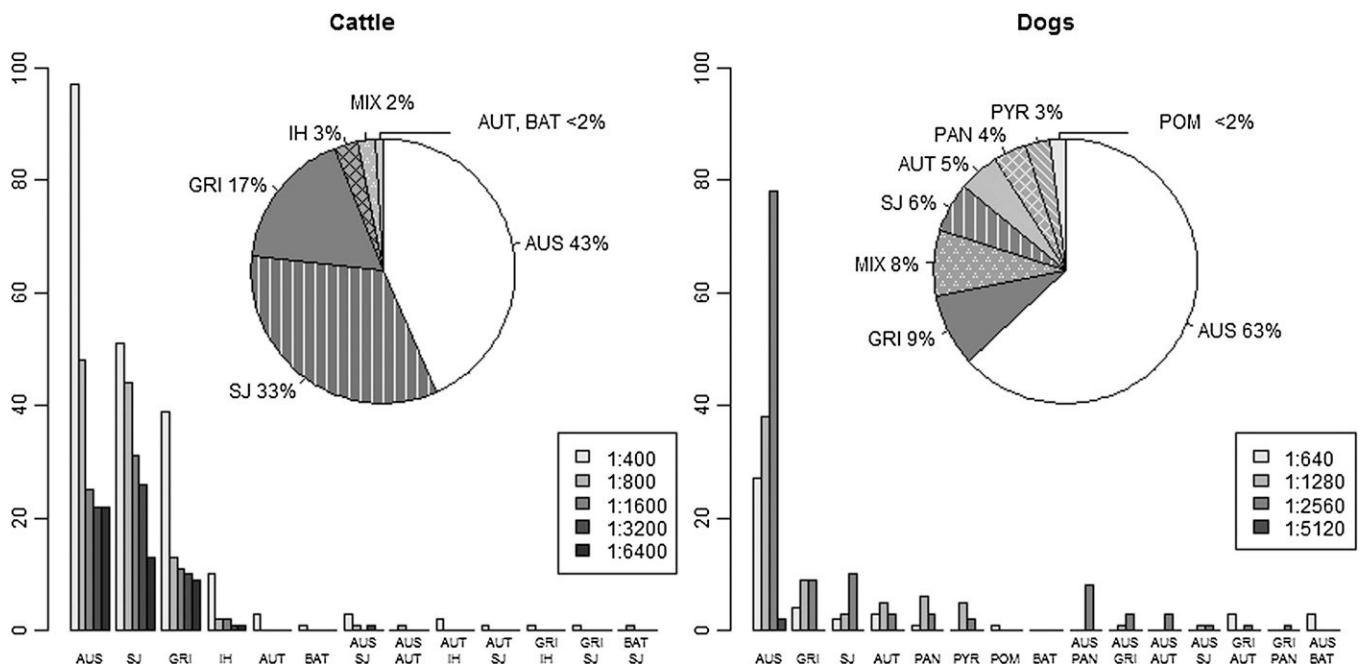 Cattle
100
80
60
40
20
0
MIX 2%
AUT, BAT <2%
IH 3%
GRI 17%
AUS 43%
SJ 33%
1:400
1:800
1:1600
1:3200
1:6400
AUS SJ GRI IH AUT BAT AUS AUS AUT AUT GRI GRI BAT
SJ AUT IH SJ IH SJ SJ
Dogs
100
80
60
40
20
0
PYR 3%
POM <2%
PAN 4%
AUT 5%
SJ 6%
MIX 8%
AUS 63%
GRI 9%
1:640
1:1280
1:2560
1:5120
AUS GRI SJ AUT PAN PYR POM BAT AUS AUS AUS AUS GRI GRI AUS
PAN GRI AUT SJ AUT PAN BAT